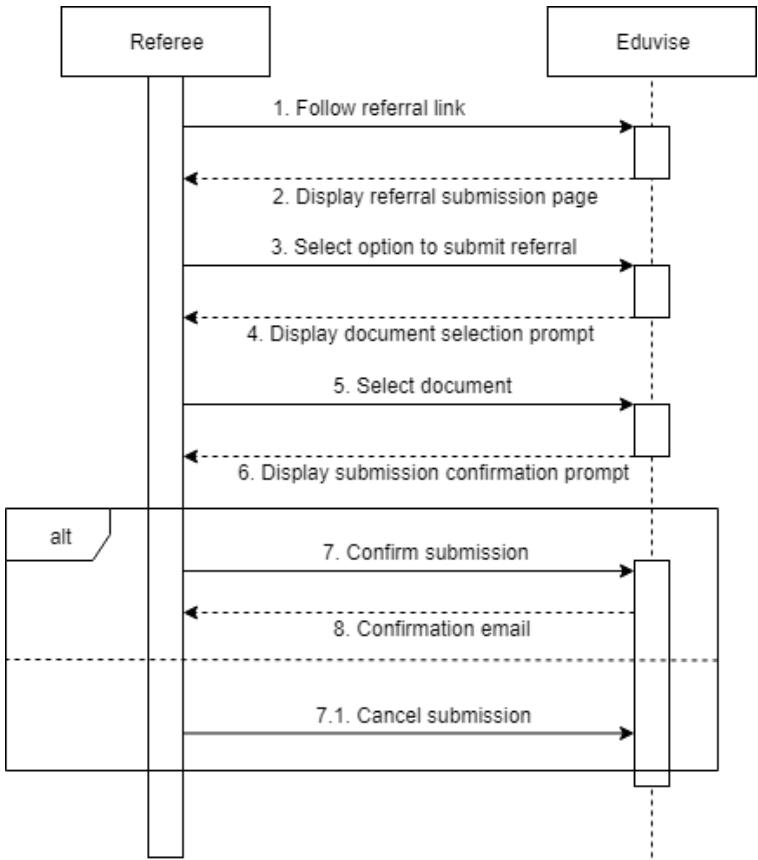 Referee
Eduvise
1. Follow referral link
2. Display referral submission page
3. Select option to submit referral
4. Display document selection prompt
5. Select document
6. Display submission confirmation prompt
alt
7. Confirm submission
8. Confirmation email
7.1. Cancel submission